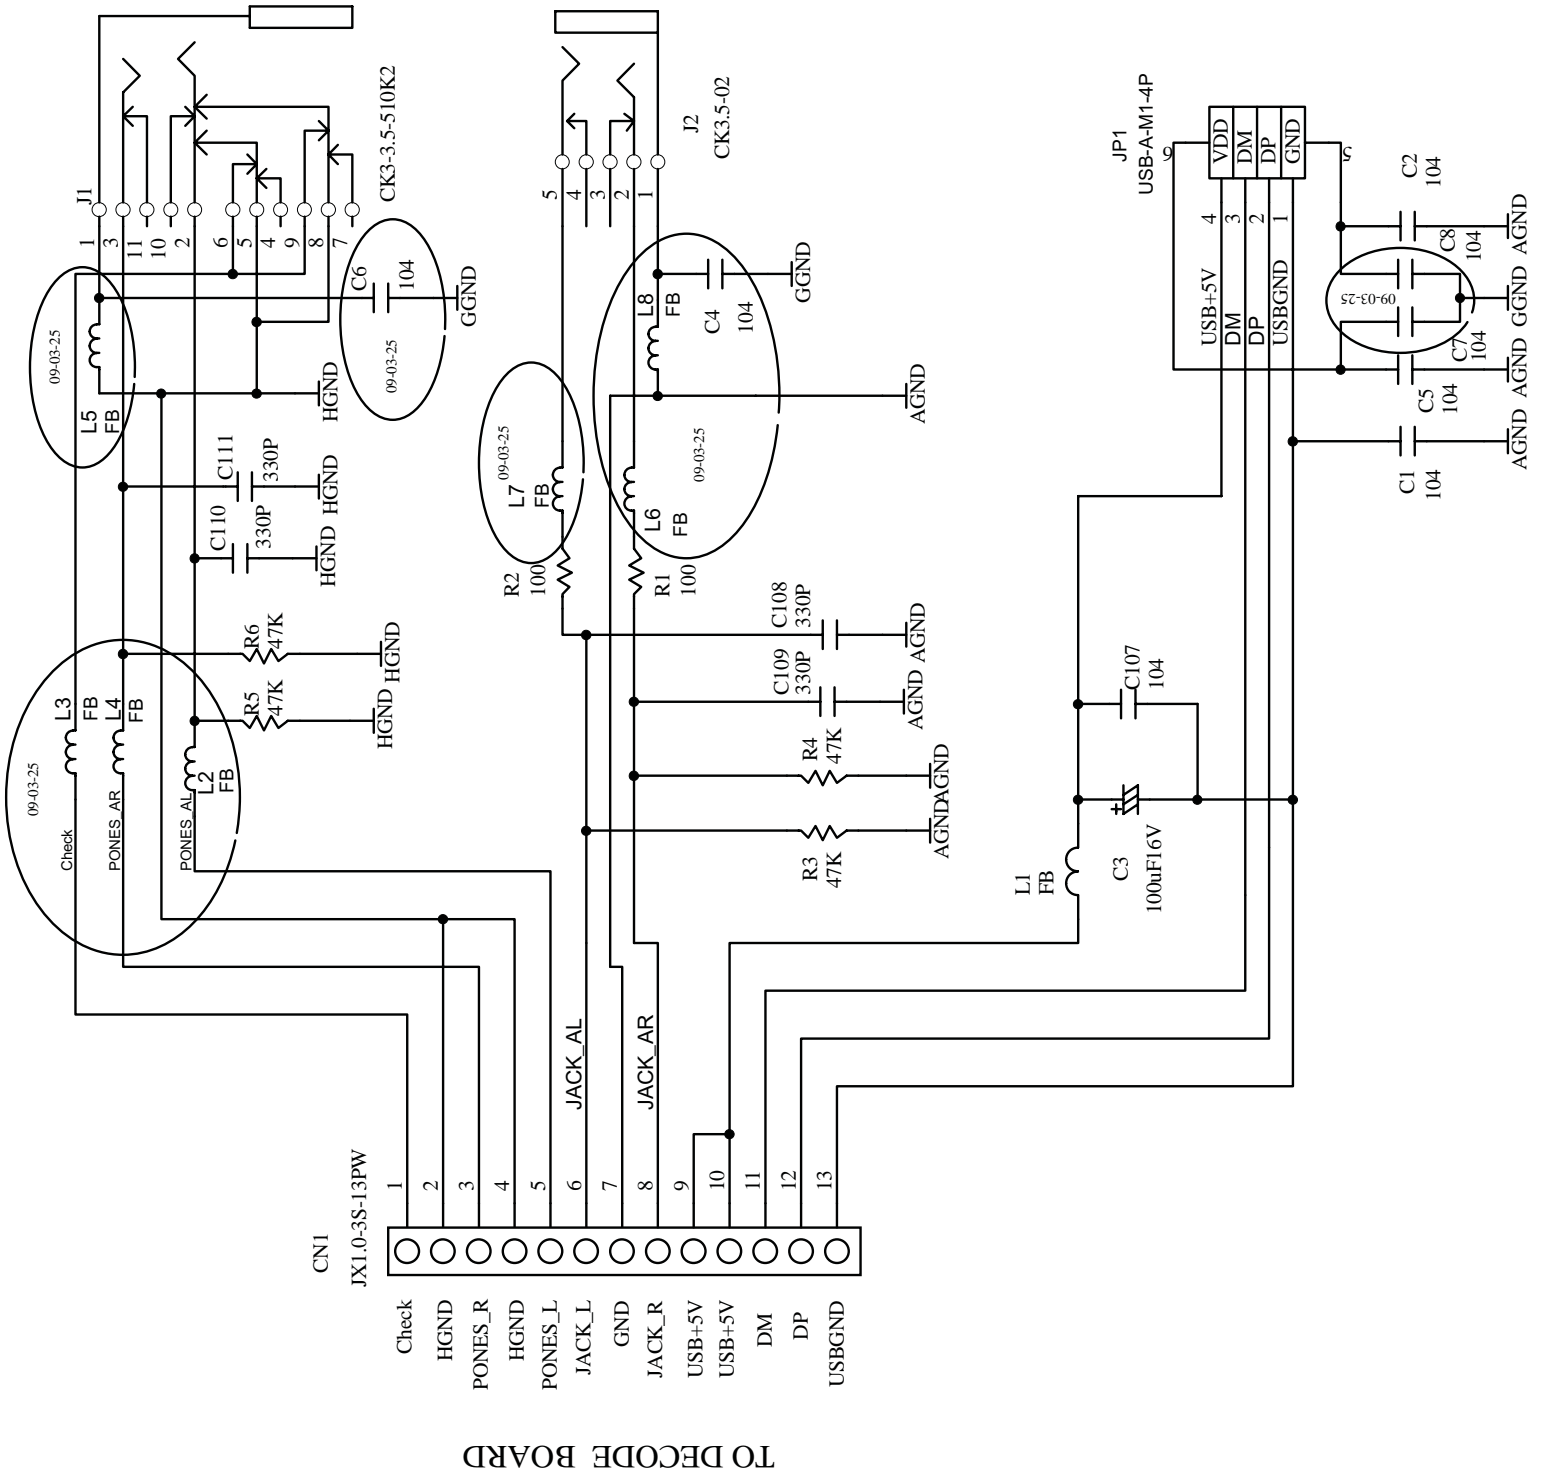 J1
CK3-3.5-510K2
1
3
11
10
2
6
5
4
9
8
7
C6
104
GGND
09-03-25
09-03-25
L5
FB
HGND
C111
330P
HGND
C110
330P
HGND
R6
47K
HGND
R5
47K
HGND
L3
FB
L4
FB
L2
FB
09-03-25
Check
PONES_AR
PONES_AL
J2
CK3.5-02
5
4
3
2
1
L8
FB
C4
104
GGND
AGND
09-03-25
L7
FB
09-03-25
L6
FB
R2
100
R1
100
C108
330P
AGND
C109
330P
AGND
R4
47K
AGND
R3
47K
AGND
JACK_AL
JACK_AR
JP1
USB-A-M1-4P
6
5
VDD
DM
DP
GND
4
3
2
1
USB+5V
DM
DP
USBGND
C2
104
AGND
C8
104
GGND
09-03-25
C7
104
C5
104
AGND
C1
104
AGND
C107
104
C3
100uF16V
L1
FB
CN1
JX1.0-3S-13PW
1
2
3
4
5
6
7
8
9
10
11
12
13
Check
HGND
PONES_R
HGND
PONES_L
JACK_L
GND
JACK_R
USB+5V
USB+5V
DM
DP
USBGND
TO DECODE BOARD